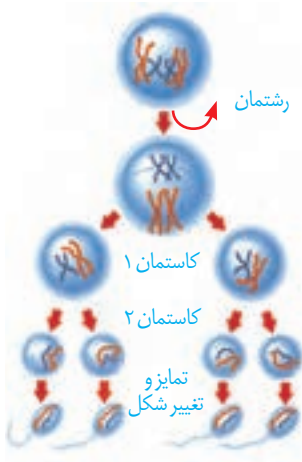 رشتمان
کاستمان ۱
کاستمان ۲
تمایز و
تغییر شکل